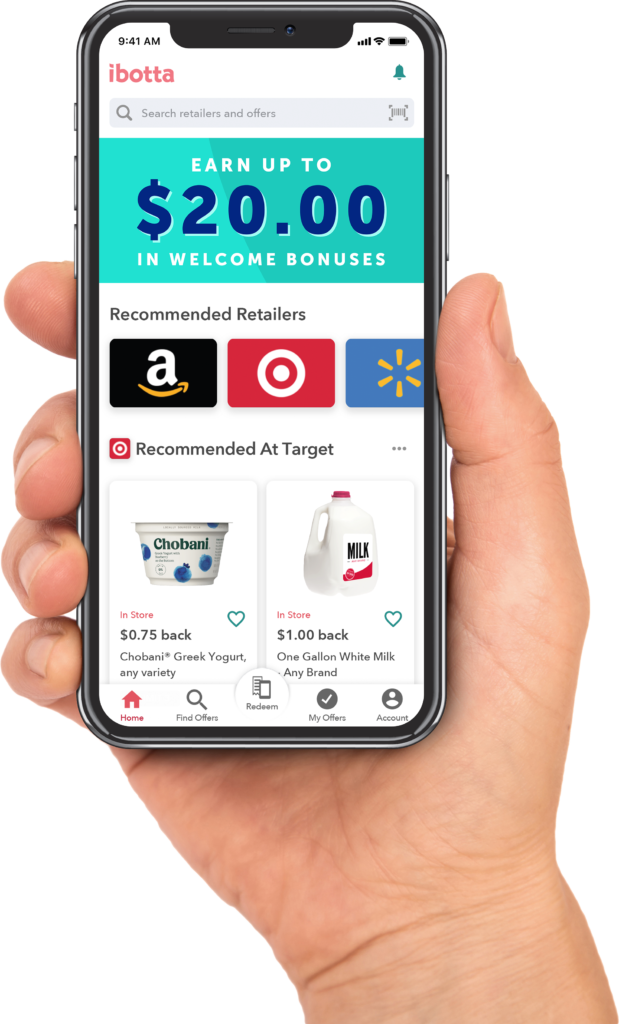 9:41 AM
ibotta
Search retailers and offers
EARN UP TO
$20.00
IN WELCOME BONUSES
Recommended Retailers
a
Recommended At Target
Chobani
MILK
In Store
$0.75 back
Chobani® Greek Yogurt,
any variety
In Store
$1.00 back
One Gallon White Milk
- Any Brand
Home
Find Offers
Redeem
My Offers
Account